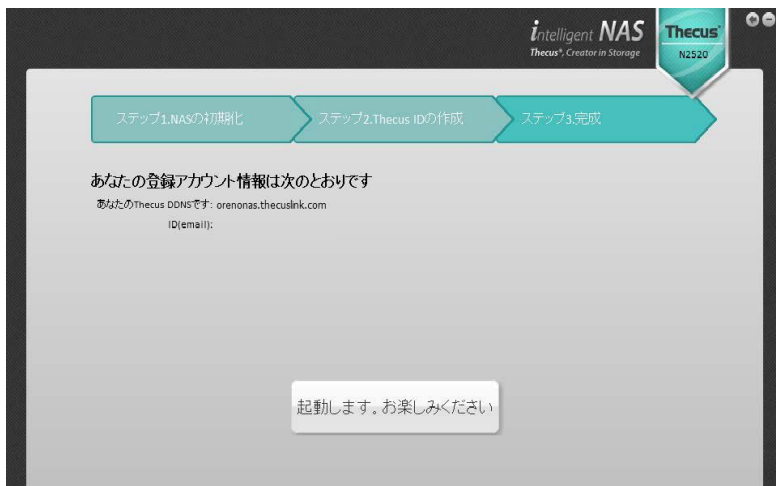 intelligent NAS
Thecus®, Creator in Storage
Thecus®
N2520
ステップ1.NASの初期化
ステップ2.Thecus IDの作成
ステップ3.完成
あなたの登録アカウント情報は次のとおりです
あなたのThecus DDNSです: orenonas.thecuslink.com
ID(email):
起動します。お楽しみください